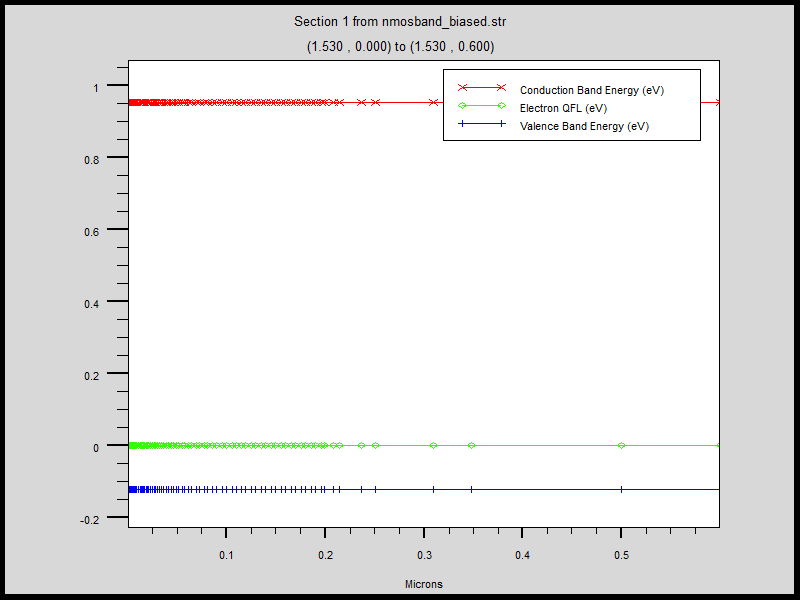 Section 1 from nmosband_biased.str
(1.530 , 0.000) to (1.530 , 0.600)
Conduction Band Energy (eV)
Electron QFL (eV)
Valence Band Energy (eV)
1
0.8
0.6
0.4
0.2
0
-0.2
0.1 0.2 0.3 0.4 0.5
Microns